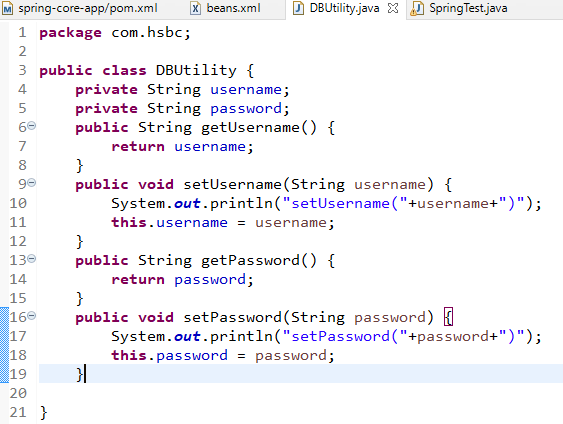 spring-core-app/pom.xml beans.xml DBUtility.java SpringTest.java
1 package com.hsbc;
2
3 public class DBUtility {
4     private String username;
5     private String password;
6     public String getUsername() {
7         return username;
8     }
9     public void setUsername(String username) {
10         System.out.println("setUsername("+username+")");
11         this.username = username;
12     }
13     public String getPassword() {
14         return password;
15     }
16     public void setPassword(String password) {
17         System.out.println("setPassword("+password+")");
18         this.password = password;
19     }
20
21 }